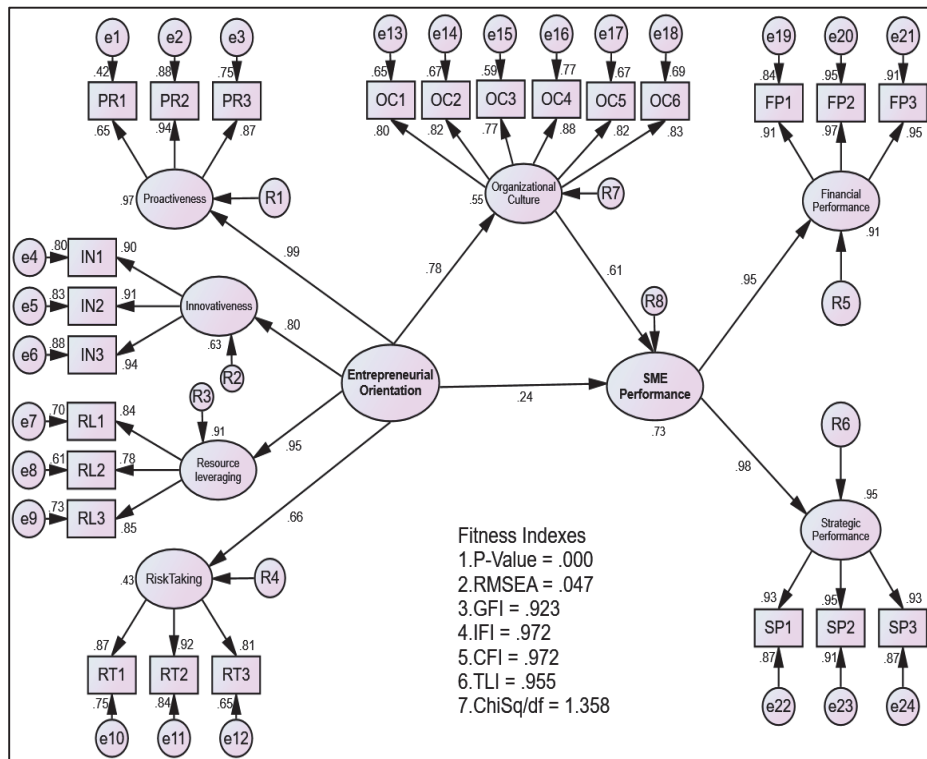 e1
e2
e3
.42
.88
.75
PR1
PR2
PR3
.65
.94
.87
.97
Proactiveness
R1
e13
e14
e15
e16
e17
e18
.65
.67
.59
.77
.67
.69
OC1
OC2
OC3
OC4
OC5
OC6
.80
.82
.77
.88
.82
.83
.55
Organizational
Culture
R7
e19
e20
e21
.84
.95
.91
FP1
FP2
FP3
.91
.97
.95
Financial
Performance
.91
R5
.99
.78
.61
.95
e4
.80
IN1
.90
e5
.83
IN2
.91
e6
.88
IN3
.94
Innovativeness
.63
R2
.80
R8
Entrepreneurial
Orientation
.24
SME
Performance
.73
R3
.91
e7
.70
RL1
.84
e8
.61
RL2
.78
e9
.73
RL3
.85
Resource
leveraging
.95
.66
.98
R6
.95
Strategic
Performance
.43
RiskTaking
R4
.87
.92
.81
RT1
RT2
RT3
.75
.84
.65
e10
e11
e12
Fitness Indexes
1.P-Value = .000
2.RMSEA = .047
3.GFI = .923
4.IFI = .972
5.CFI = .972
6.TLI = .955
7.ChiSq/df = 1.358
.93
.95
.93
SP1
SP2
SP3
.87
.91
.87
e22
e23
e24